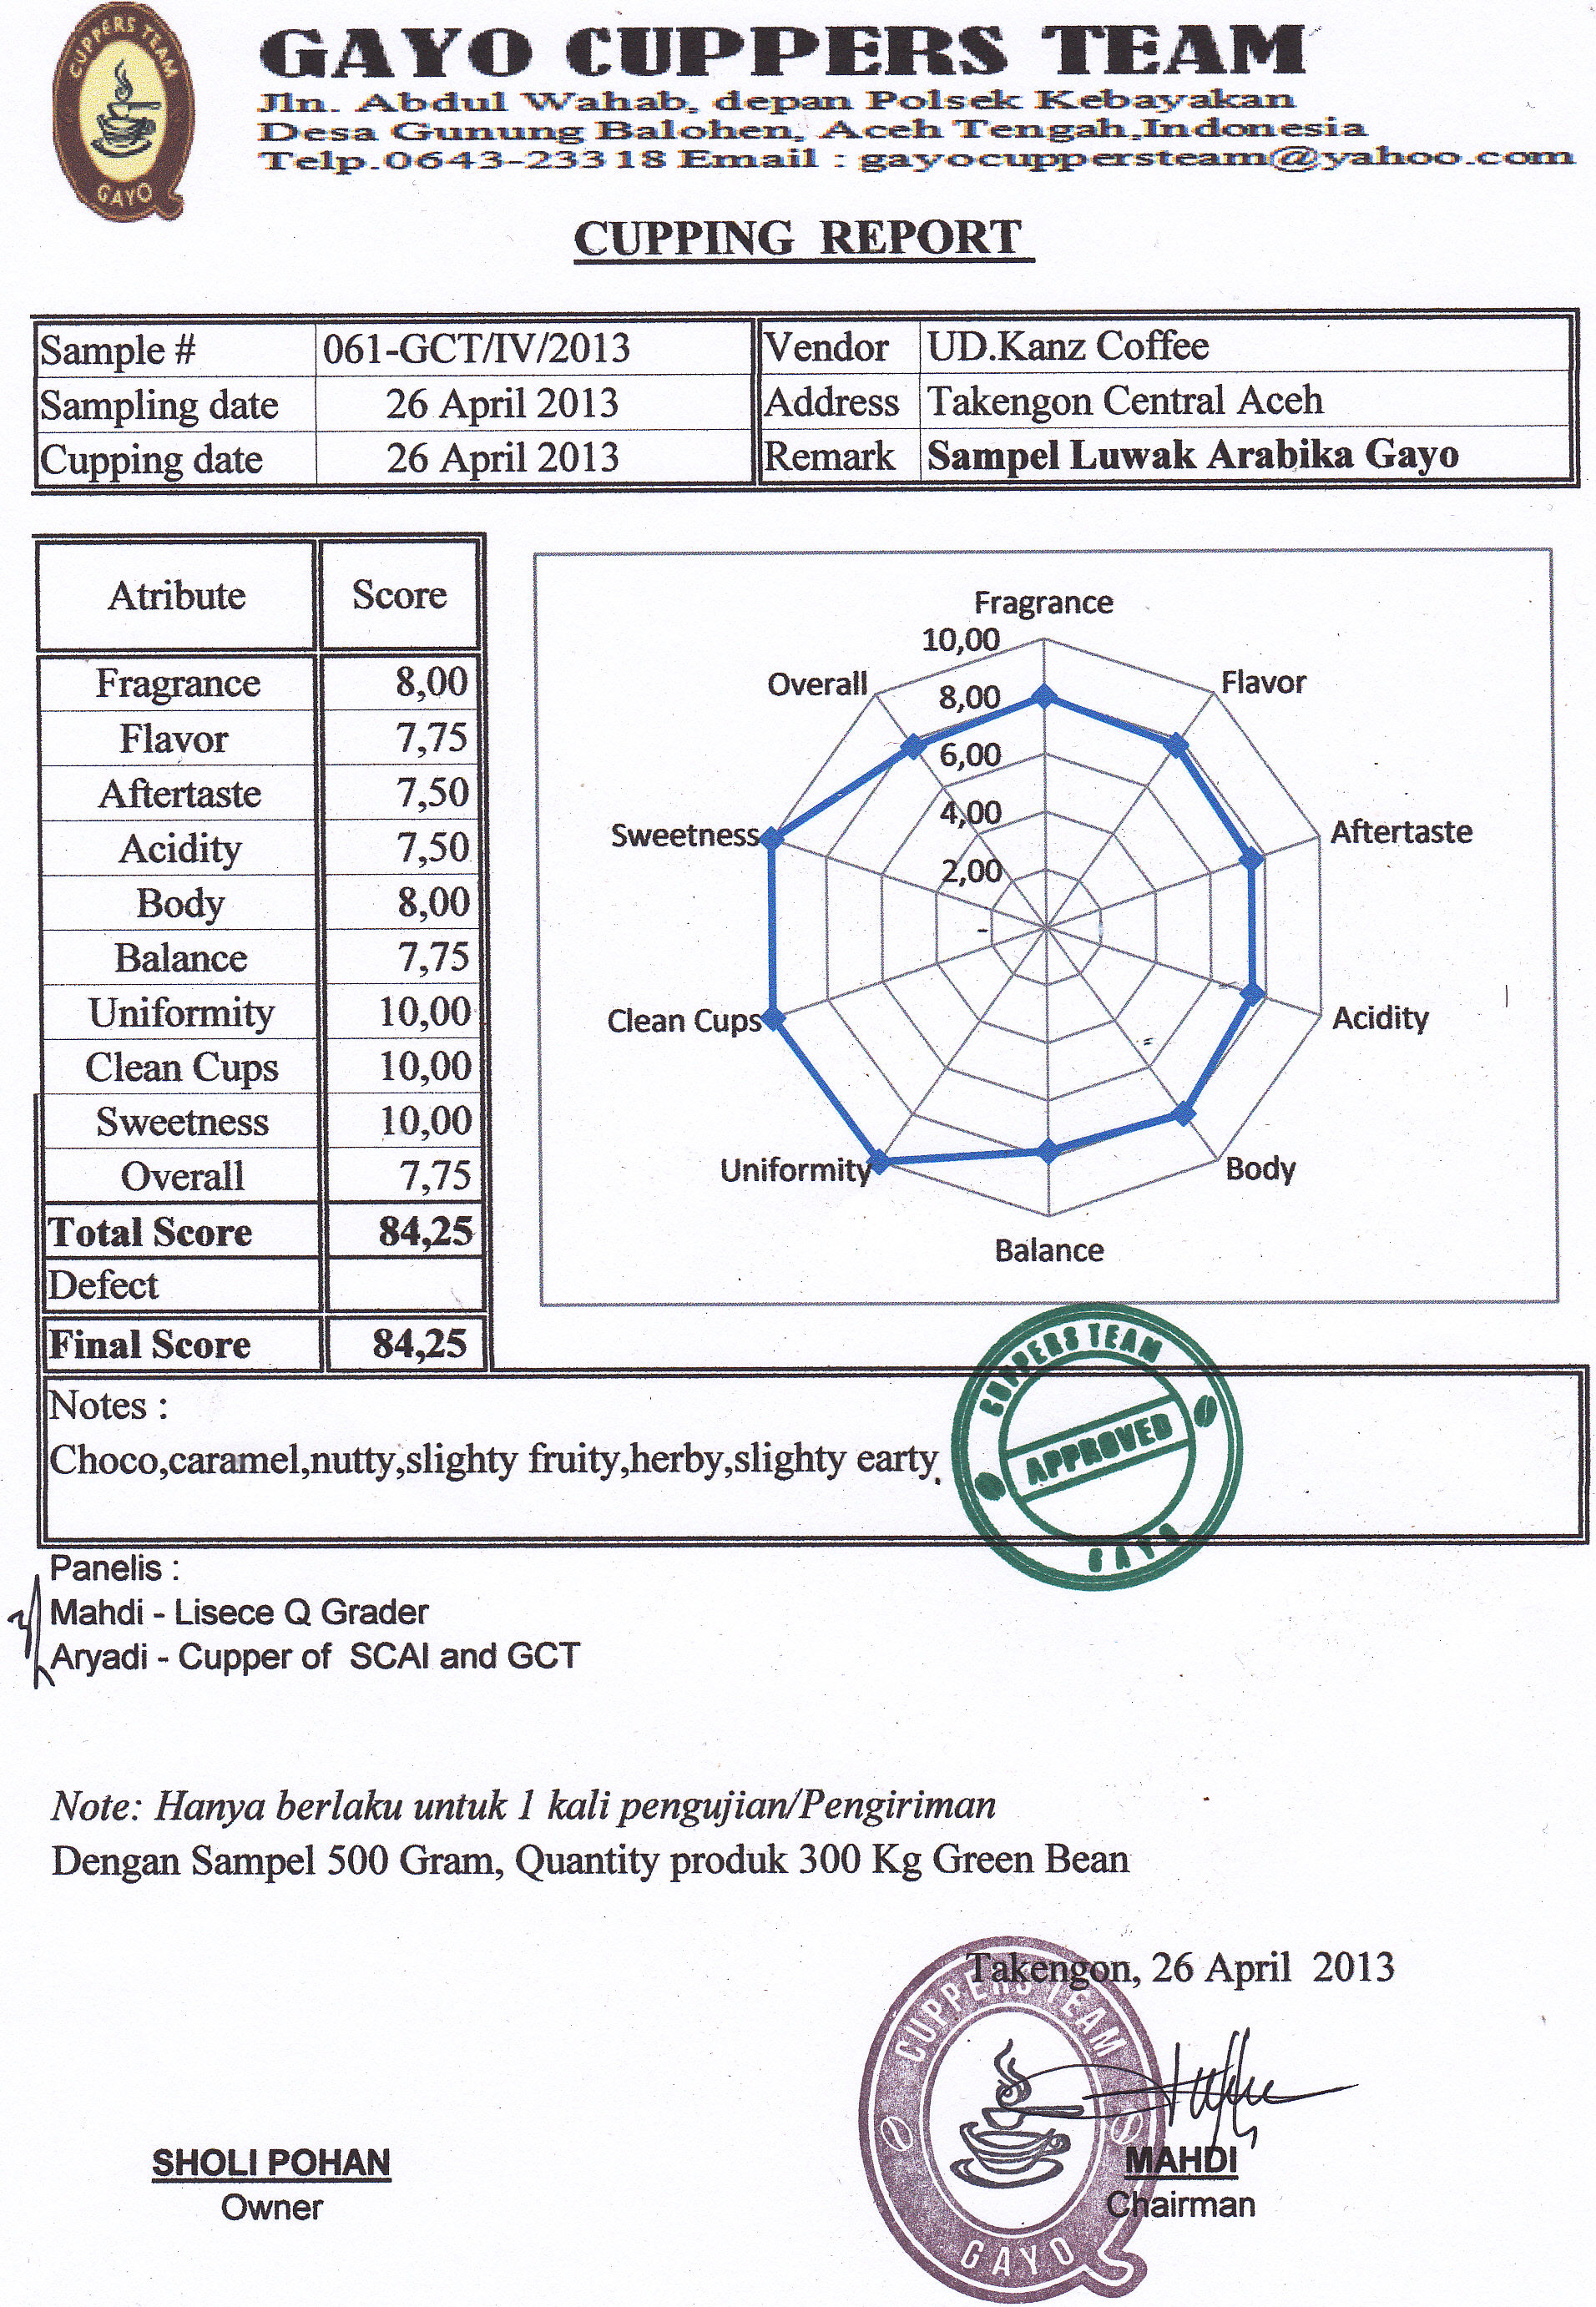 CUPPERS TEAM
GAYO
GAYO CUPPERS TEAM
Jln. Abdul Wahab, depan Polsek Kebayakan
Desa Gunung Balohen, Aceh Tengah,Indonesia
Telp.0643-23318 Email : gayocuppersteam@yahoo.com
CUPPING REPORT
Sample # 061-GCT/IV/2013 Vendor UD.Kanz Coffee
Sampling date 26 April 2013 Address Takengon Central Aceh
Cupping date 26 April 2013 Remark Sampel Luwak Arabika Gayo
Atribute Score
Fragrance 8,00
Flavor 7,75
Aftertaste 7,50
Acidity 7,50
Body 8,00
Balance 7,75
Uniformity 10,00
Clean Cups 10,00
Sweetness 10,00
Overall 7,75
Total Score 84,25
Defect
Final Score 84,25
Fragrance
Flavor
Aftertaste
Acidity
Body
Balance
Uniformity
Clean Cups
Sweetness
Overall
10,00
8,00
6,00
4,00
2,00
-
Notes :
Choco,caramel,nutty,slighty fruity,herby,slighty earty
CUPPERS TEAM
APPROVED
GAYO
Panelis :
Mahdi - Lisece Q Grader
Aryadi - Cupper of SCAI and GCT
Note: Hanya berlaku untuk 1 kali pengujian/Pengiriman
Dengan Sampel 500 Gram, Quantity produk 300 Kg Green Bean
Takengon, 26 April 2013
CUPPERS TEAM
GAYO
SHOLI POHAN
Owner
MAHDI
Chairman